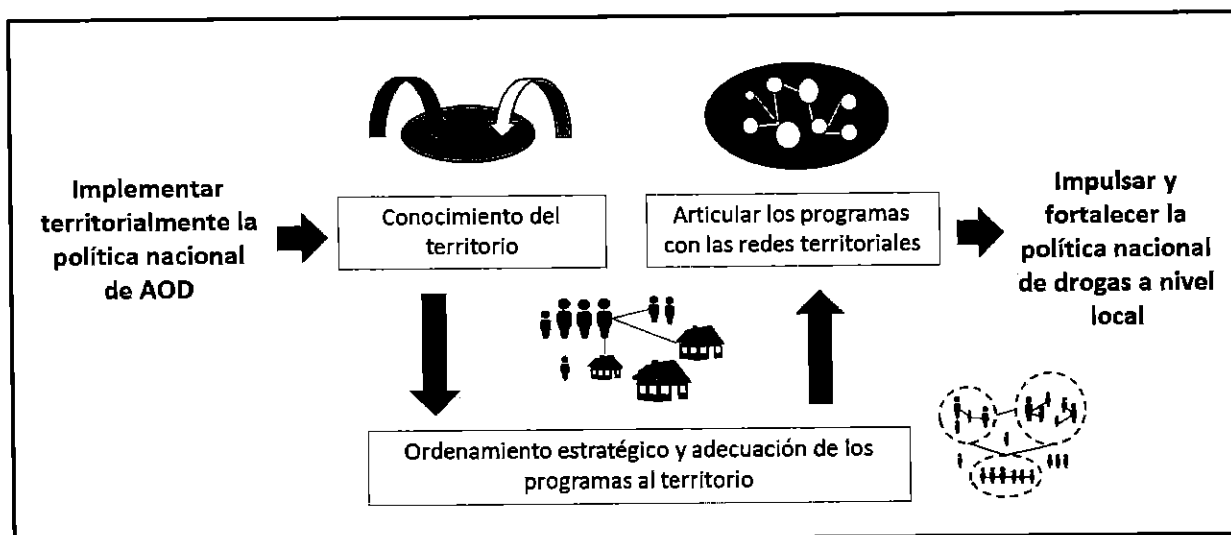 Implementar
territorialmente la
política nacional
de AOD
Conocimiento del
territorio
Articular los programas
con las redes territoriales
Impulsar y
fortalecer la
política nacional
de drogas a nivel
local
Ordenamiento estratégico y adecuación de los
programas al territorio